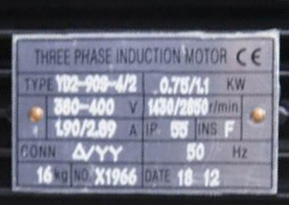 THREE PHASE INDUCTION MOTOR CE
TYPE YD2-90S-4/2 0.75/1.1 KW
380-400 V 1430/2850 r/min
1.90/2.89 A IP 55 INS F
CONN Δ/YY 50 Hz
16 kg NO. X1966 DATE 18 12